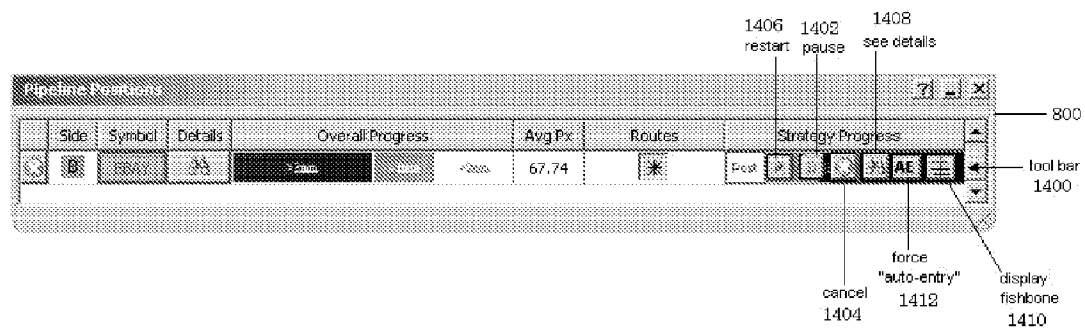 1406 1402 1408
restart pause see details
Pipeline Positions
800
Side Symbol Details Overall Progress Avg Px Routes Strategy Progress
B 67.74 * AE
tool bar
1400
force
"auto-entry"
1412
cancel
1404
display
fishbone
1410